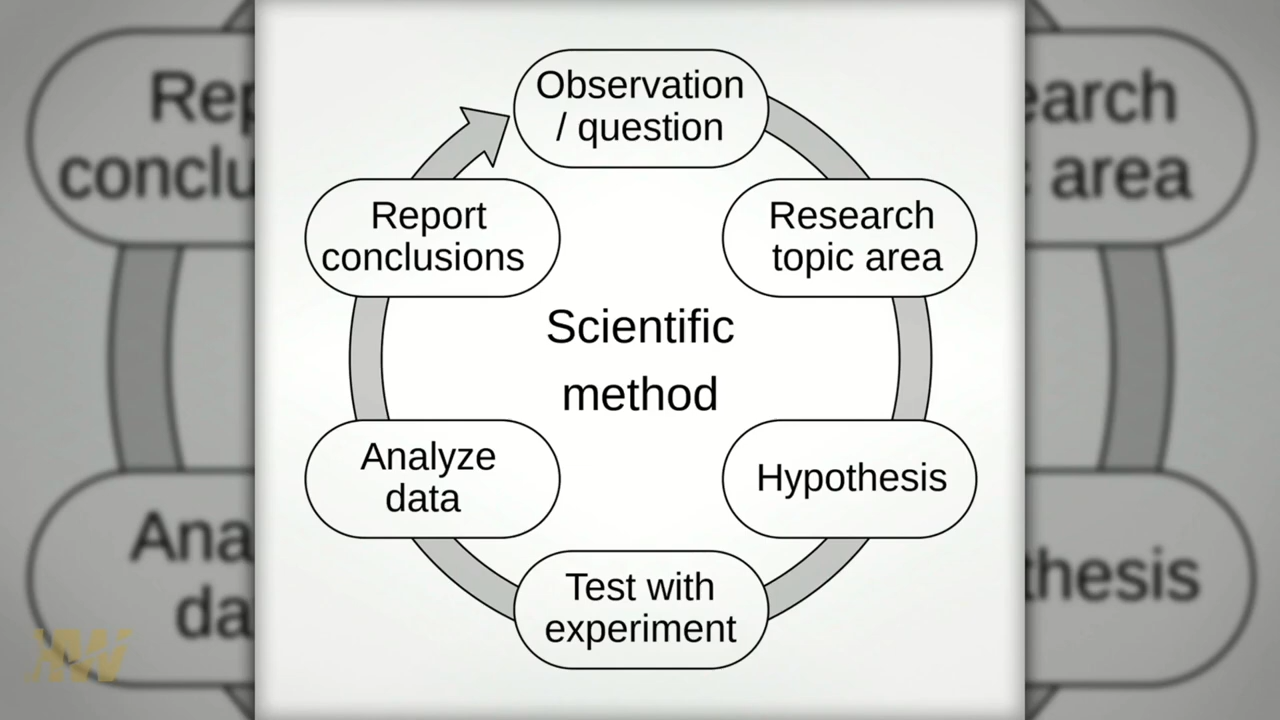 Observation
/ question
Research
topic area
Hypothesis
Test with
experiment
Analyze
data
Report
conclusions
Scientific
method